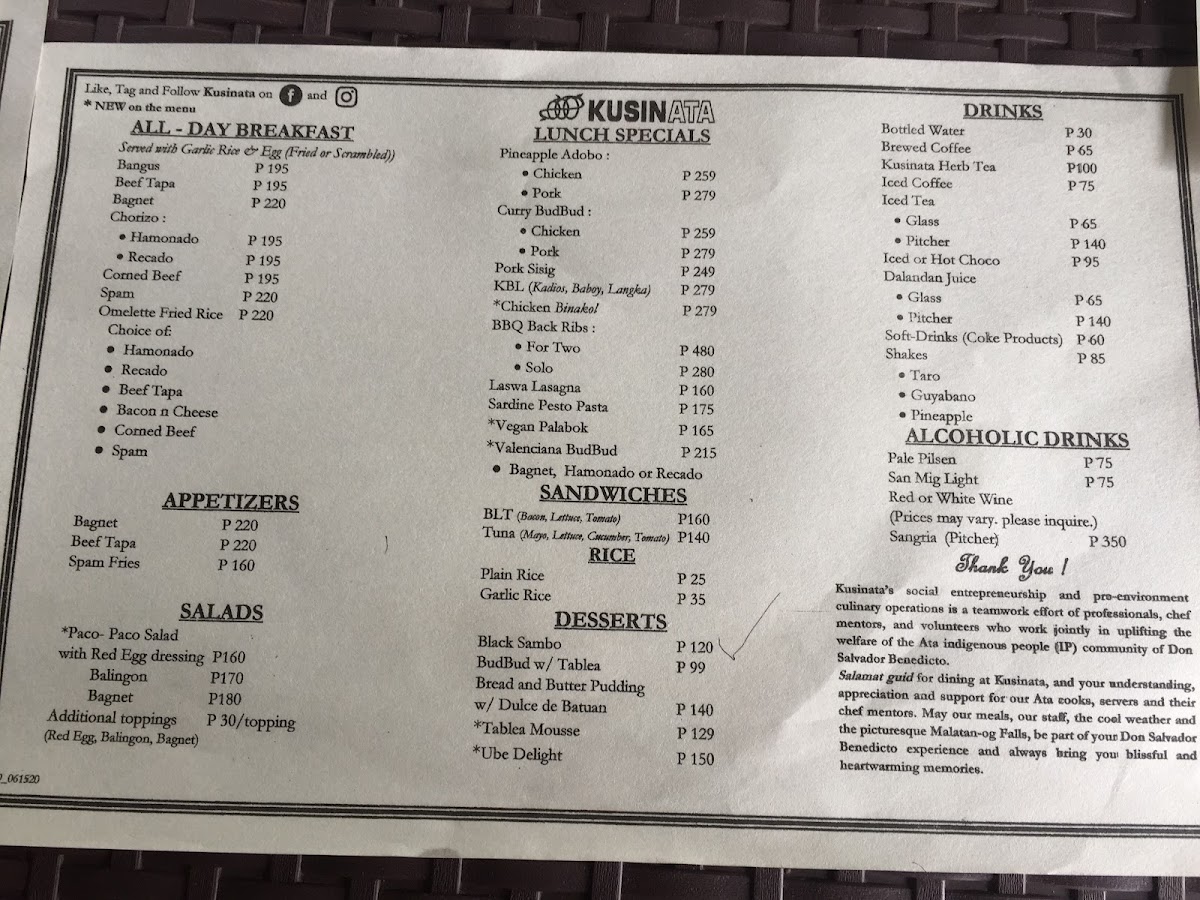 Like, Tag and Follow Kusinata on f and
* NEW on the menu
ALL - DAY BREAKFAST
Served with Garlic Rice & Egg (Fried or Scrambled))
Bangus P 195
Beef Tapa P 195
Bagnet P 220
Chorizo :
• Hamonado P 195
• Recado P 195
Corned Beef P 195
Spam P 220
Omelette Fried Rice P 220
Choice of:
• Hamonado
• Recado
• Beef Tapa
• Bacon n Cheese
• Corned Beef
• Spam
APPETIZERS
Bagnet P 220
Beef Tapa P 220
Spam Fries P 160
SALADS
*Paco- Paco Salad
with Red Egg dressing P160
Balingon P170
Bagnet P180
Additional toppings P 30/topping
(Red Egg, Balingon, Bagnet)
_061520
KUSINATA
LUNCH SPECIALS
Pineapple Adobo :
• Chicken P 259
• Pork P 279
Curry BudBud :
• Chicken P 259
• Pork P 279
Pork Sisig P 249
KBL (Kadios, Baboy, Langka) P 279
*Chicken Binakol P 279
BBQ Back Ribs :
• For Two P 480
• Solo P 280
Laswa Lasagna P 160
Sardine Pesto Pasta P 175
*Vegan Palabok P 165
*Valenciana BudBud P 215
• Bagnet, Hamonado or Recado
SANDWICHES
BLT (Bacon, Lettuce, Tomato) P160
Tuna (Mayo, Lettuce, Cucumber, Tomato) P140
RICE
Plain Rice P 25
Garlic Rice P 35
DESSERTS
Black Sambo P 120
BudBud w/ Tablea P 99
Bread and Butter Pudding
w/ Dulce de Batuan P 140
*Tablea Mousse P 129
*Ube Delight P 150
DRINKS
Bottled Water P 30
Brewed Coffee P 65
Kusinata Herb Tea P100
Iced Coffee P 75
Iced Tea
• Glass P 65
• Pitcher P 140
Iced or Hot Choco P 95
Dalandan Juice
• Glass P 65
• Pitcher P 140
Soft-Drinks (Coke Products) P 60
Shakes P 85
• Taro
• Guyabano
• Pineapple
ALCOHOLIC DRINKS
Pale Pilsen P 75
San Mig Light P 75
Red or White Wine
(Prices may vary. please inquire.)
Sangria (Pitcher) P 350
Thank You !
Kusinata's social entrepreneurship and pro-environment
culinary operations is a teamwork effort of professionals, chef
mentors, and volunteers who work jointly in uplifting the
welfare of the Ata indigenous people (IP) community of Don
Salvador Benedicto.
Salamat guid for dining at Kusinata, and your understanding,
appreciation and support for our Ata cooks, servers and their
chef mentors. May our meals, our staff, the cool weather and
the picturesque Malatan-og Falls, be part of your Don Salvador
Benedicto experience and always bring you blissful and
heartwarming memories.